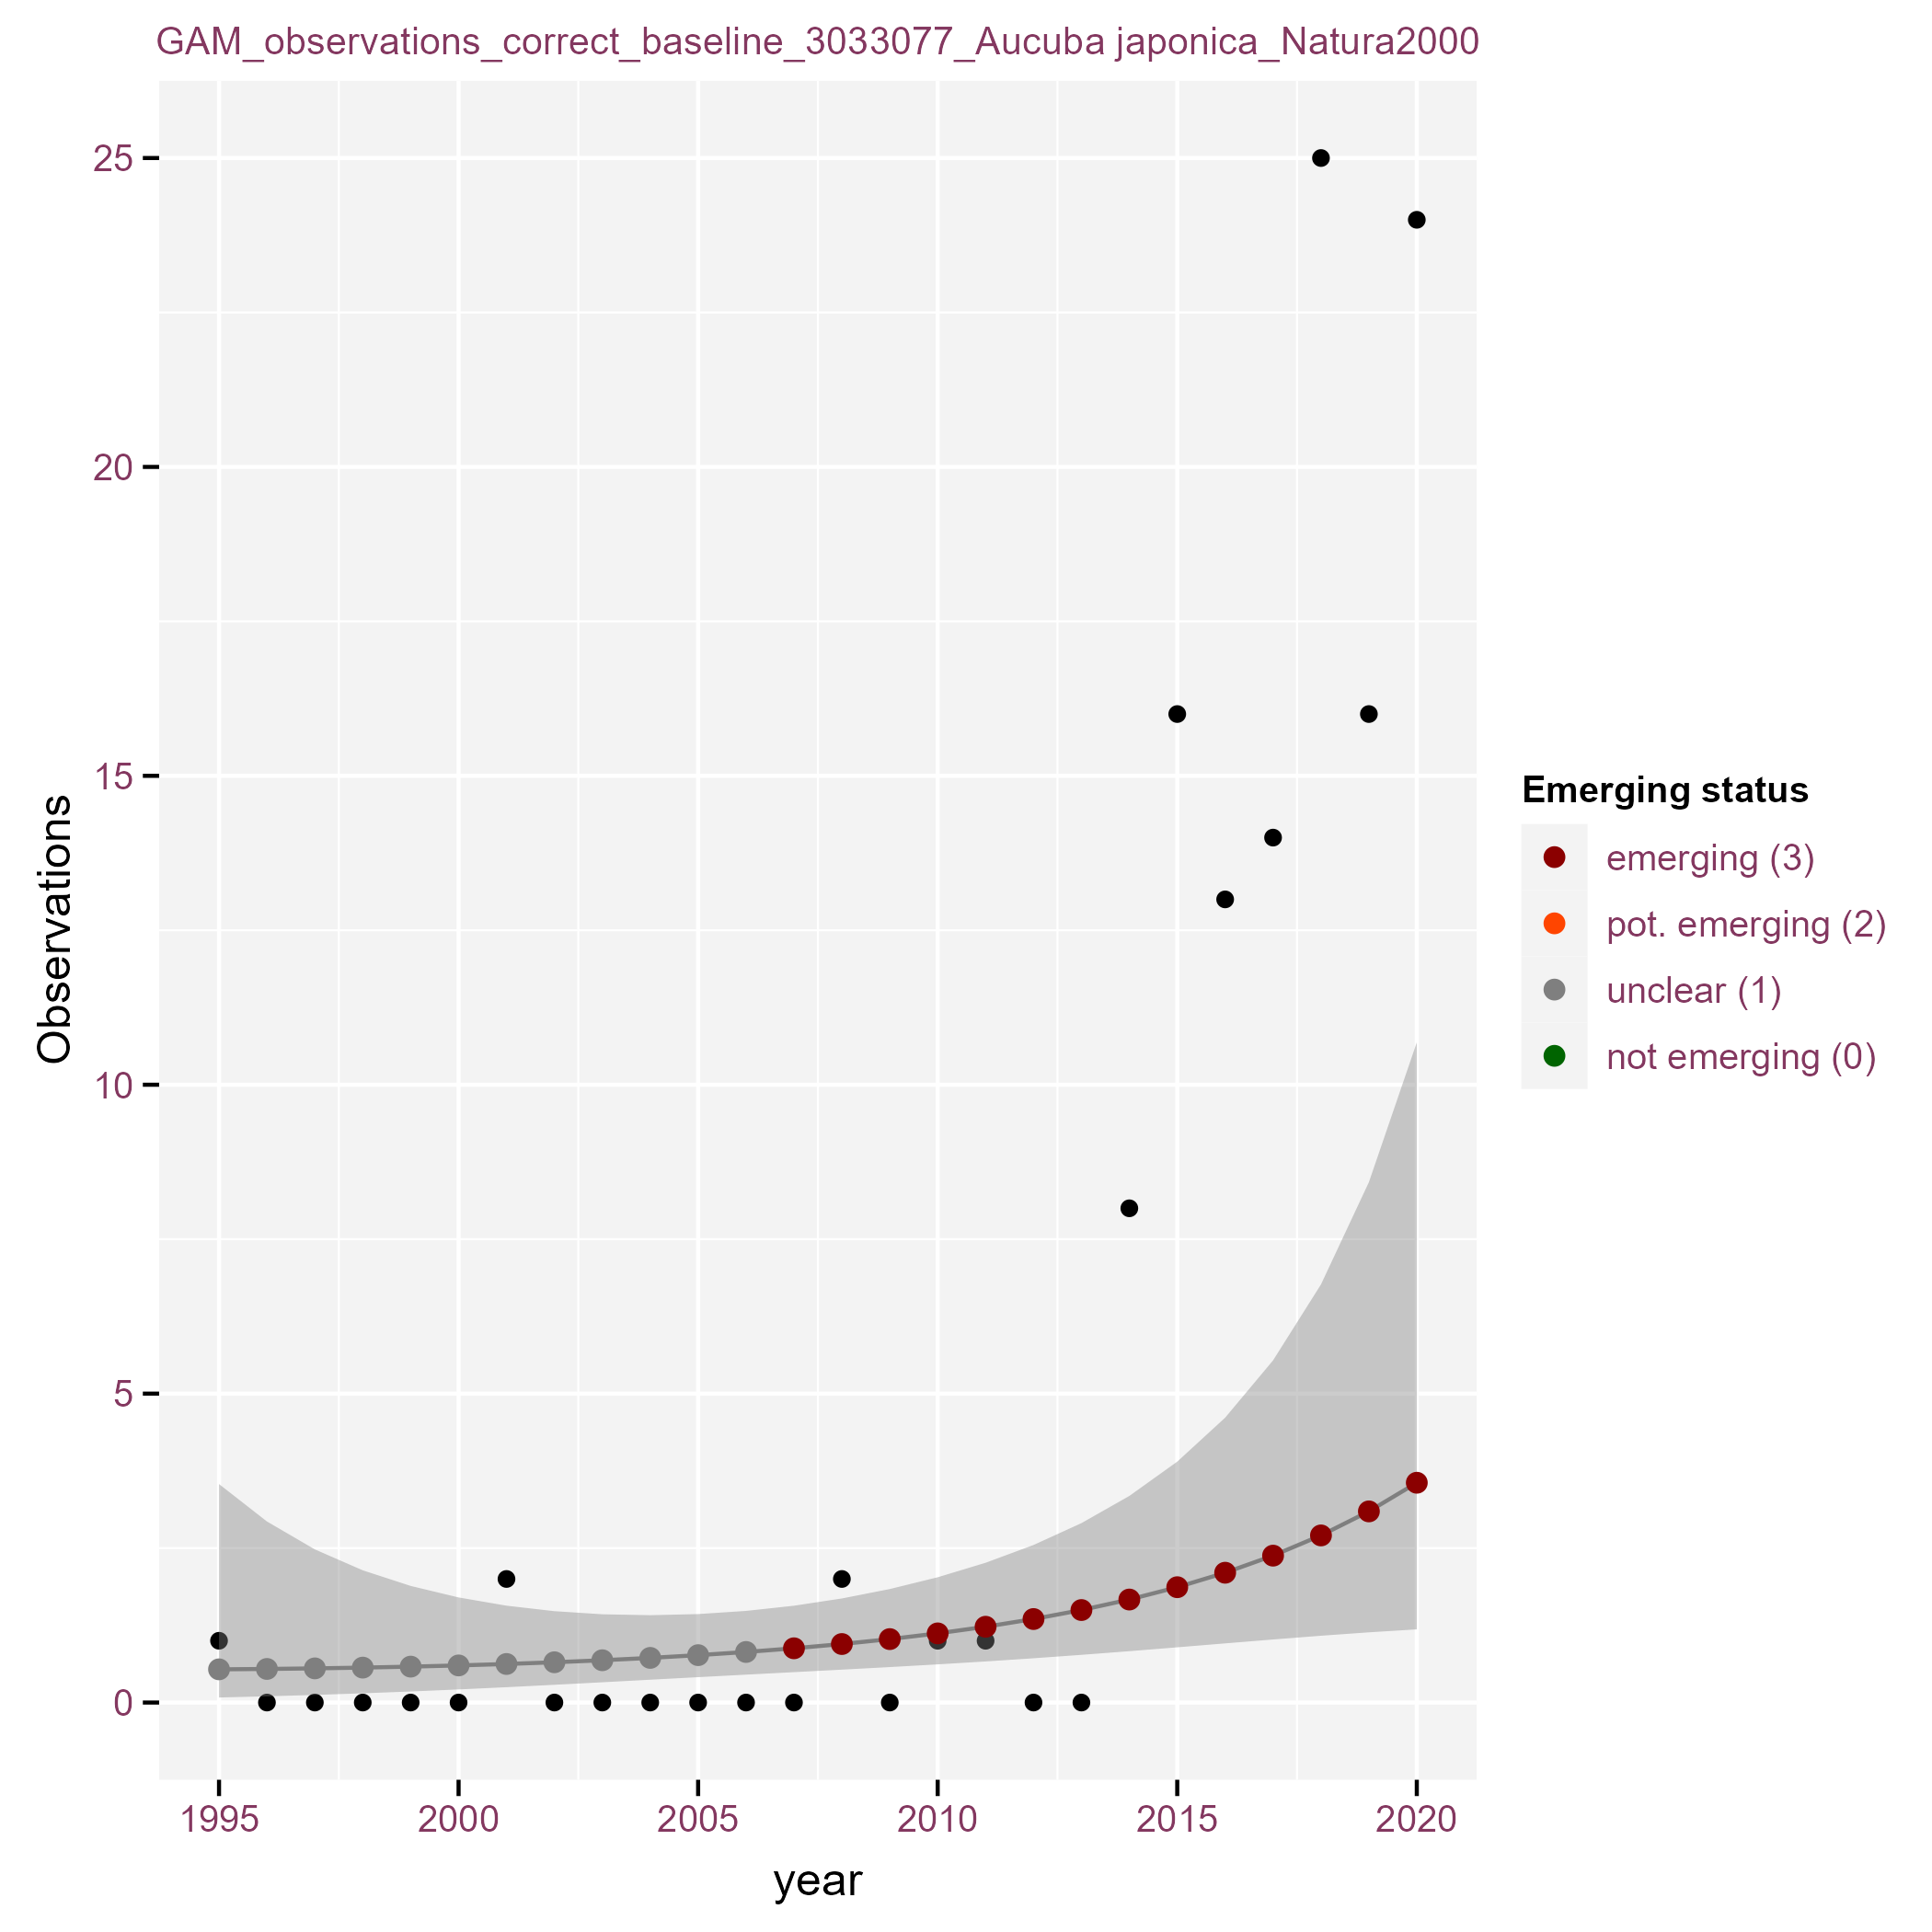 GAM_observations_correct_baseline_3033077_Aucuba japonica_Natura2000
25
20
15
10
5
0
Observations
1995 2000 2005 2010 2015 2020
year
Emerging status
emerging (3)
pot. emerging (2)
unclear (1)
not emerging (0)